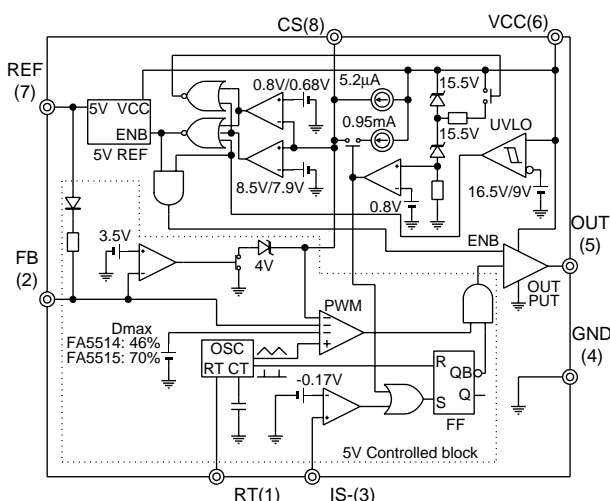 CS(8)
VCC(6)
REF
(7)
5V VCC
ENB
5V REF
0.8V/0.68V
5.2μA
15.5V
0.95mA
15.5V
UVLO
8.5V/7.9V
0.8V
16.5V/9V
OUT
(5)
FB
(2)
3.5V
4V
ENB
OUT
PUT
PWM
Dmax
FA5514: 46%
FA5515: 70%
OSC
RT CT
GND
(4)
-0.17V
R
QB
S
Q
FF
5V Controlled block
RT(1)
IS-(3)